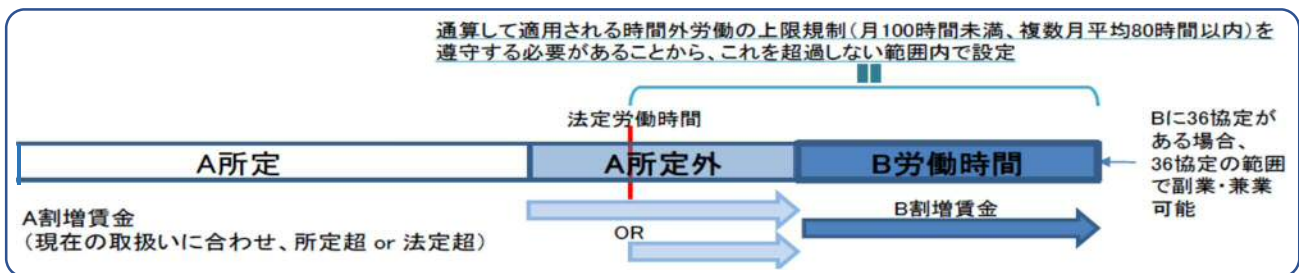 通算して適用される時間外労働の上限規制(月100時間未満、複数月平均80時間以内)を
遵守する必要があることから、これを超過しない範囲内で設定
法定労働時間
A所定
A所定外
B労働時間
Bに36協定が
ある場合、
36協定の範囲
で副業・兼業
可能
A割増賃金
(現在の取扱いに合わせ、所定超 or 法定超)
OR
B割増賃金